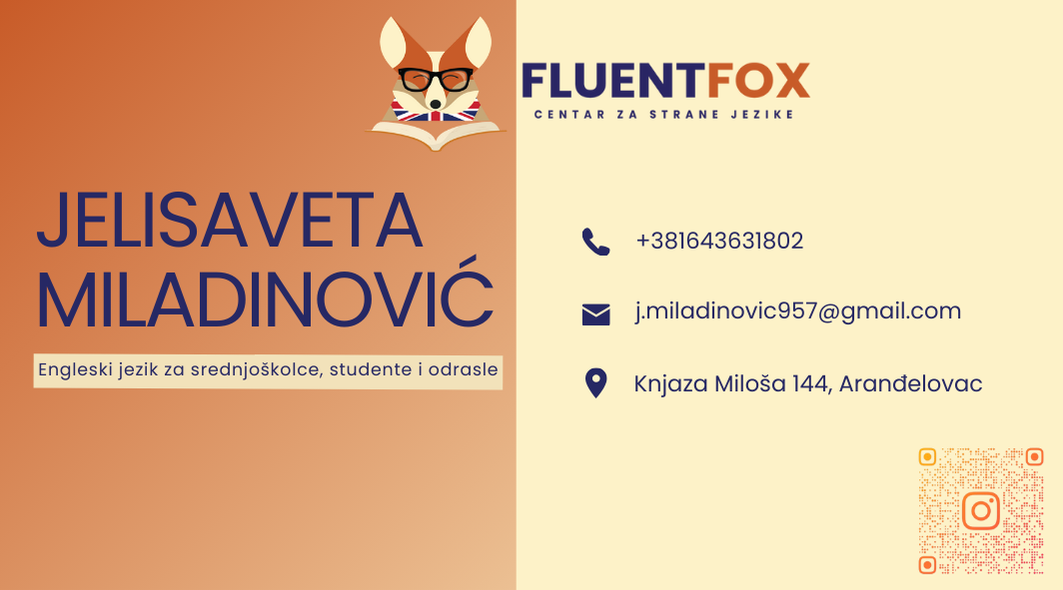 FLUENTFOX
CENTAR ZA STRANE JEZIKE
JELISAVETA
MILADINOVIĆ
Engleski jezik za srednjoškolce, studente i odrasle
+381643631802
j.miladinovic957@gmail.com
Knjaza Miloša 144, Aranđelovac